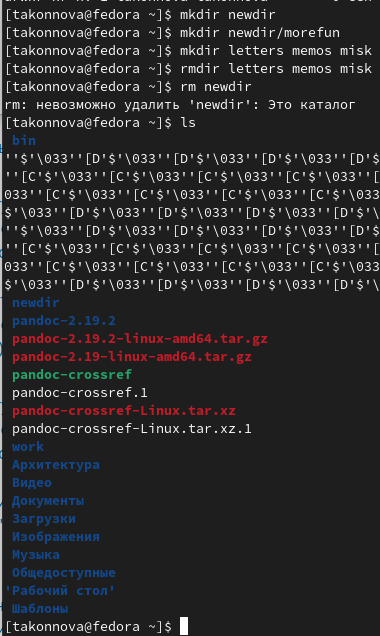 [takonnova@fedora ~]$ mkdir newdir
[takonnova@fedora ~]$ mkdir newdir/morefun
[takonnova@fedora ~]$ mkdir letters memos misk
[takonnova@fedora ~]$ rmdir letters memos misk
[takonnova@fedora ~]$ rm newdir
rm: невозможно удалить 'newdir': Это каталог
[takonnova@fedora ~]$ ls
bin
''$'\033''[D'$'\033''[D'$'\033''[D'$'\033''[D'$
''[C'$'\033''[C'$'\033''[C'$'\033''[C'$'\033''[
033''[C'$'\033''[C'$'\033''[C'$'\033''[C'$'\033
$'\033''[D'$'\033''[D'$'\033''[D'$'\033''[D'$'\
''[D'$'\033''[D'$'\033''[D'$'\033''[D'$'\033''[
''[C'$'\033''[C'$'\033''[C'$'\033''[C'$'\033''[
033''[C'$'\033''[C'$'\033''[C'$'\033''[C'$'\033
$'\033''[D'$'\033''[D'$'\033''[D'$'\033''[D'$'\
newdir
pandoc-2.19.2
pandoc-2.19.2-linux-amd64.tar.gz
pandoc-2.19-linux-amd64.tar.gz
pandoc-crossref
pandoc-crossref.1
pandoc-crossref-Linux.tar.xz
pandoc-crossref-Linux.tar.xz.1
work
Архитектура
Видео
Документы
Загрузки
Изображения
Музыка
Общедоступные
'Рабочий стол'
Шаблоны
[takonnova@fedora ~]$